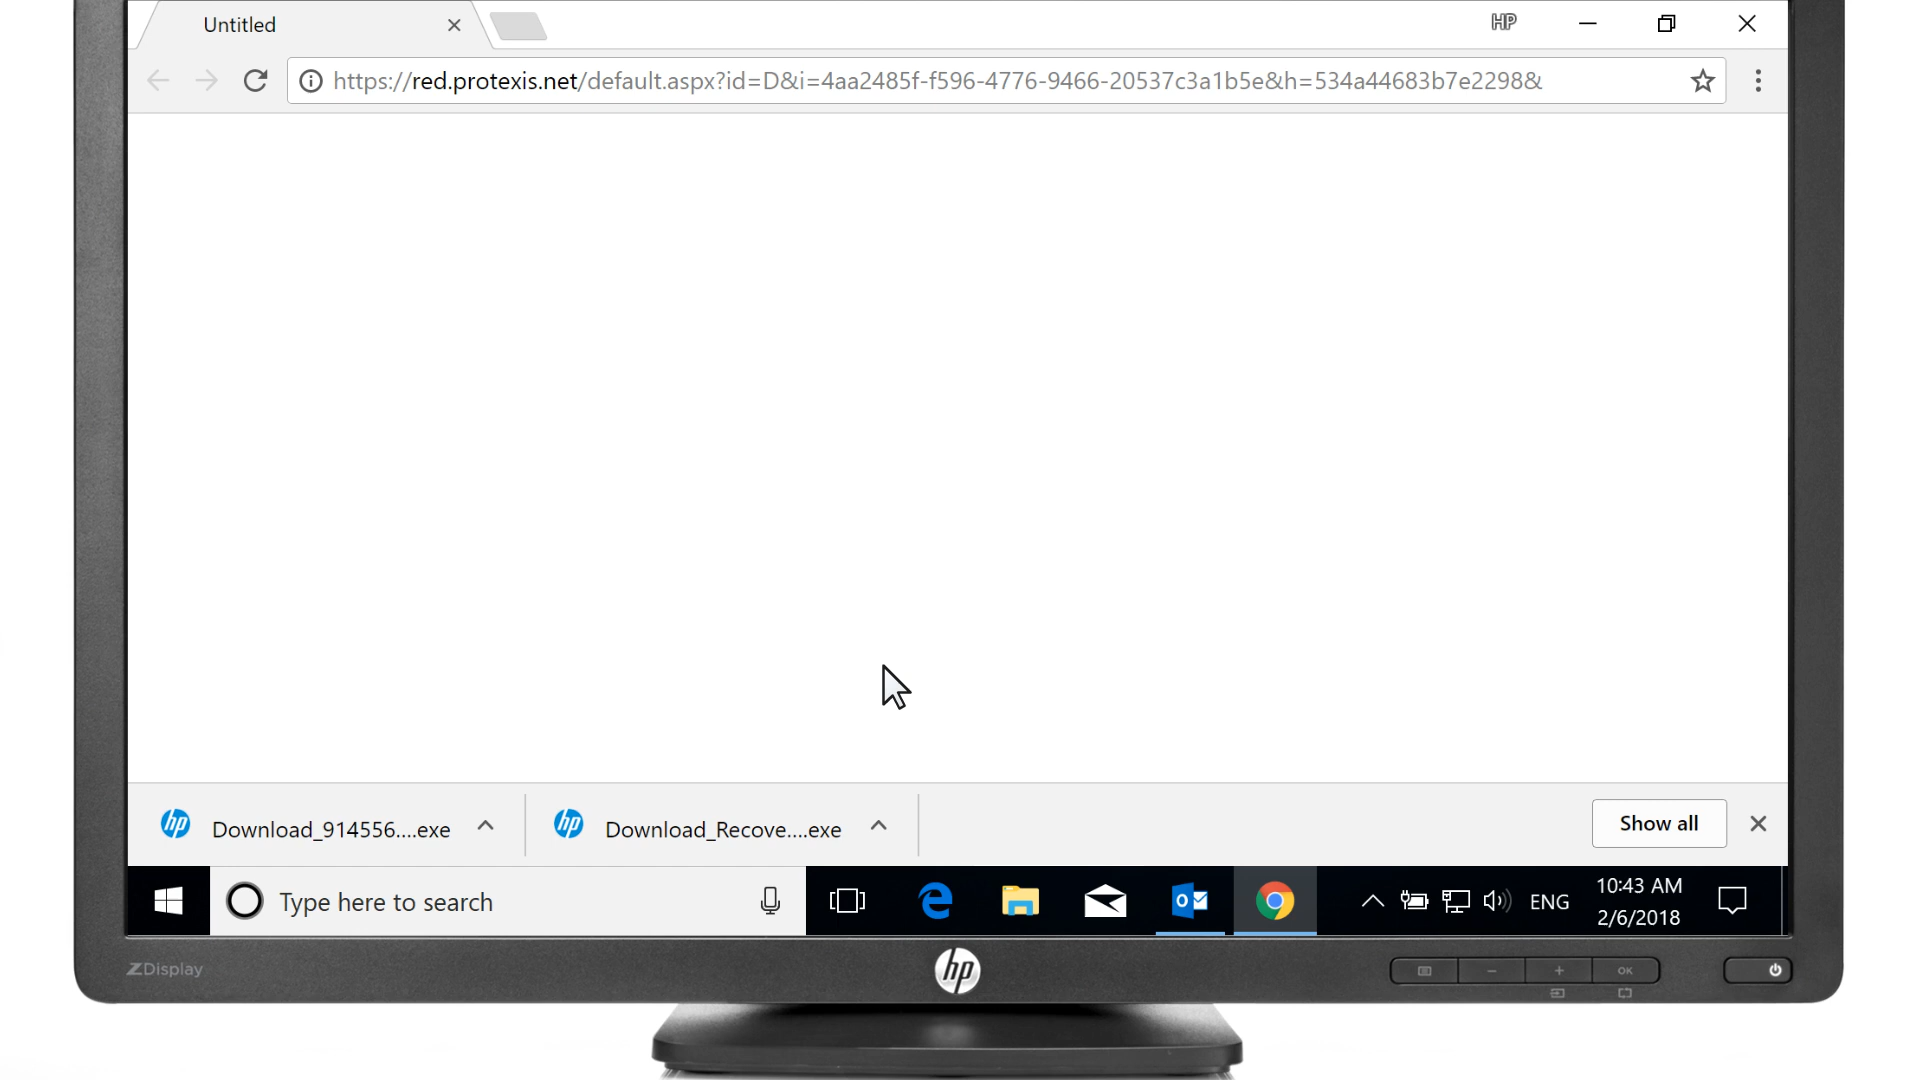 Untitled
HP
https://red.protexis.net/default.aspx?id=D&i=4aa2485f-f596-4776-9466-20537c3a1b5e&h=534a44683b7e2298&
Download_914556....exe
Download_Recove....exe
Show all
Type here to search
ENG
10:43 AM
2/6/2018
ZDisplay
hp
OK